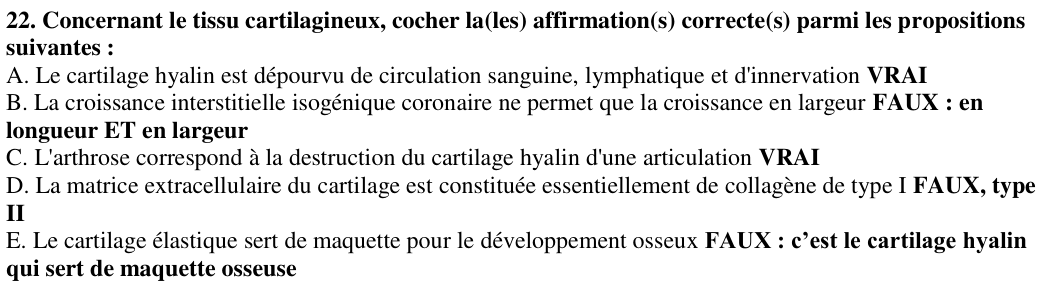 22. Concernant le tissu cartilagineux, cocher la(les) affirmation(s) correcte(s) parmi les propositions
suivantes :
A. Le cartilage hyalin est dépourvu de circulation sanguine, lymphatique et d'innervation VRAI
B. La croissance interstitielle isogénique coronaire ne permet que la croissance en largeur FAUX : en
longueur ET en largeur
C. L'arthrose correspond à la destruction du cartilage hyalin d'une articulation VRAI
D. La matrice extracellulaire du cartilage est constituée essentiellement de collagène de type I FAUX, type
II
E. Le cartilage élastique sert de maquette pour le développement osseux FAUX : c’est le cartilage hyalin
qui sert de maquette osseuse